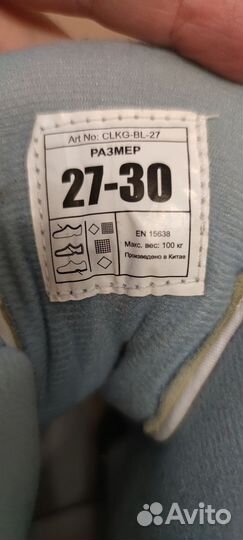 Art No: CLKG-BL-27
РАЗМЕР
27-30
EN 15638
Макс. вес: 100 кг
Произведено в Китае
Avito